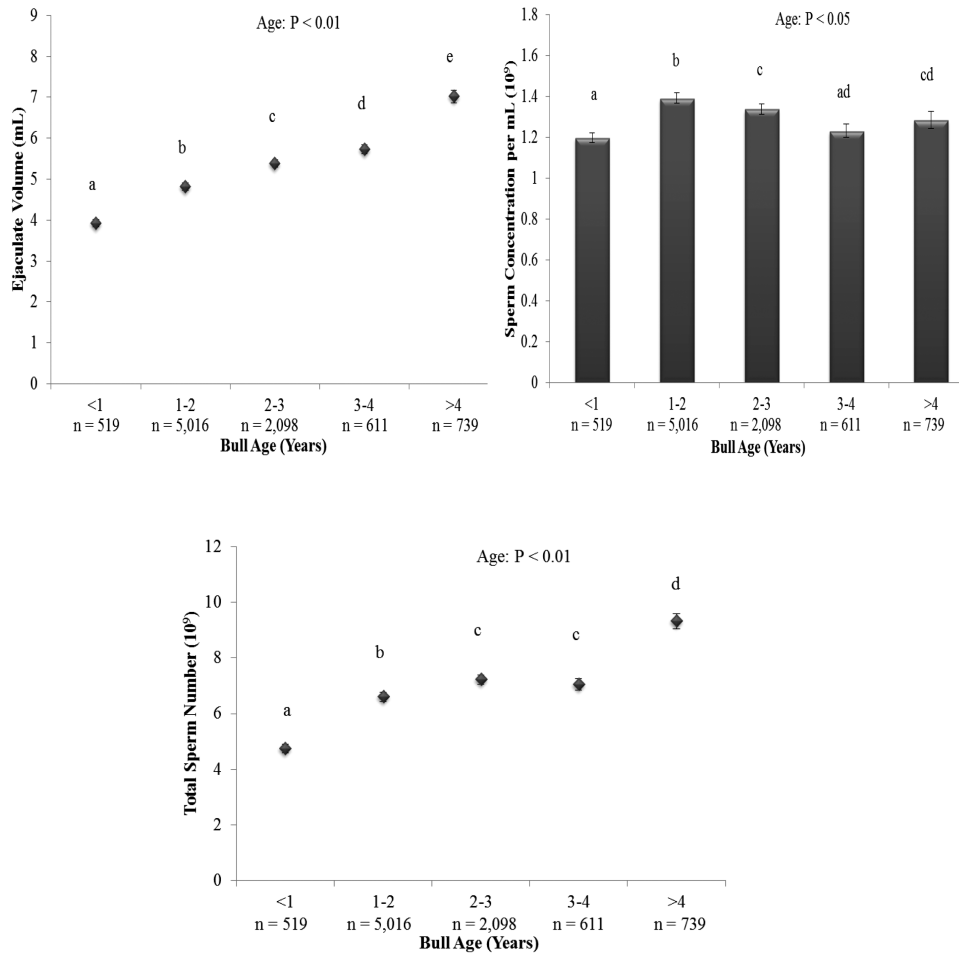 Age: P < 0.01
Ejaculate Volume (mL)
9
8
7
6
5
4
3
2
1
0
a
b
c
d
e
<1 1-2 2-3 3-4 >4
n = 519 n = 5,016 n = 2,098 n = 611 n = 739
Bull Age (Years)
Age: P < 0.05
Sperm Concentration per mL (10⁹)
1.8
1.6
1.4
1.2
1
0.8
0.6
0.4
0.2
0
a
b
c
ad
cd
<1 1-2 2-3 3-4 >4
n = 519 n = 5,016 n = 2,098 n = 611 n = 739
Bull Age (Years)
Age: P < 0.01
Total Sperm Number (10⁹)
12
10
8
6
4
2
0
a
b
c
c
d
<1 1-2 2-3 3-4 >4
n = 519 n = 5,016 n = 2,098 n = 611 n = 739
Bull Age (Years)